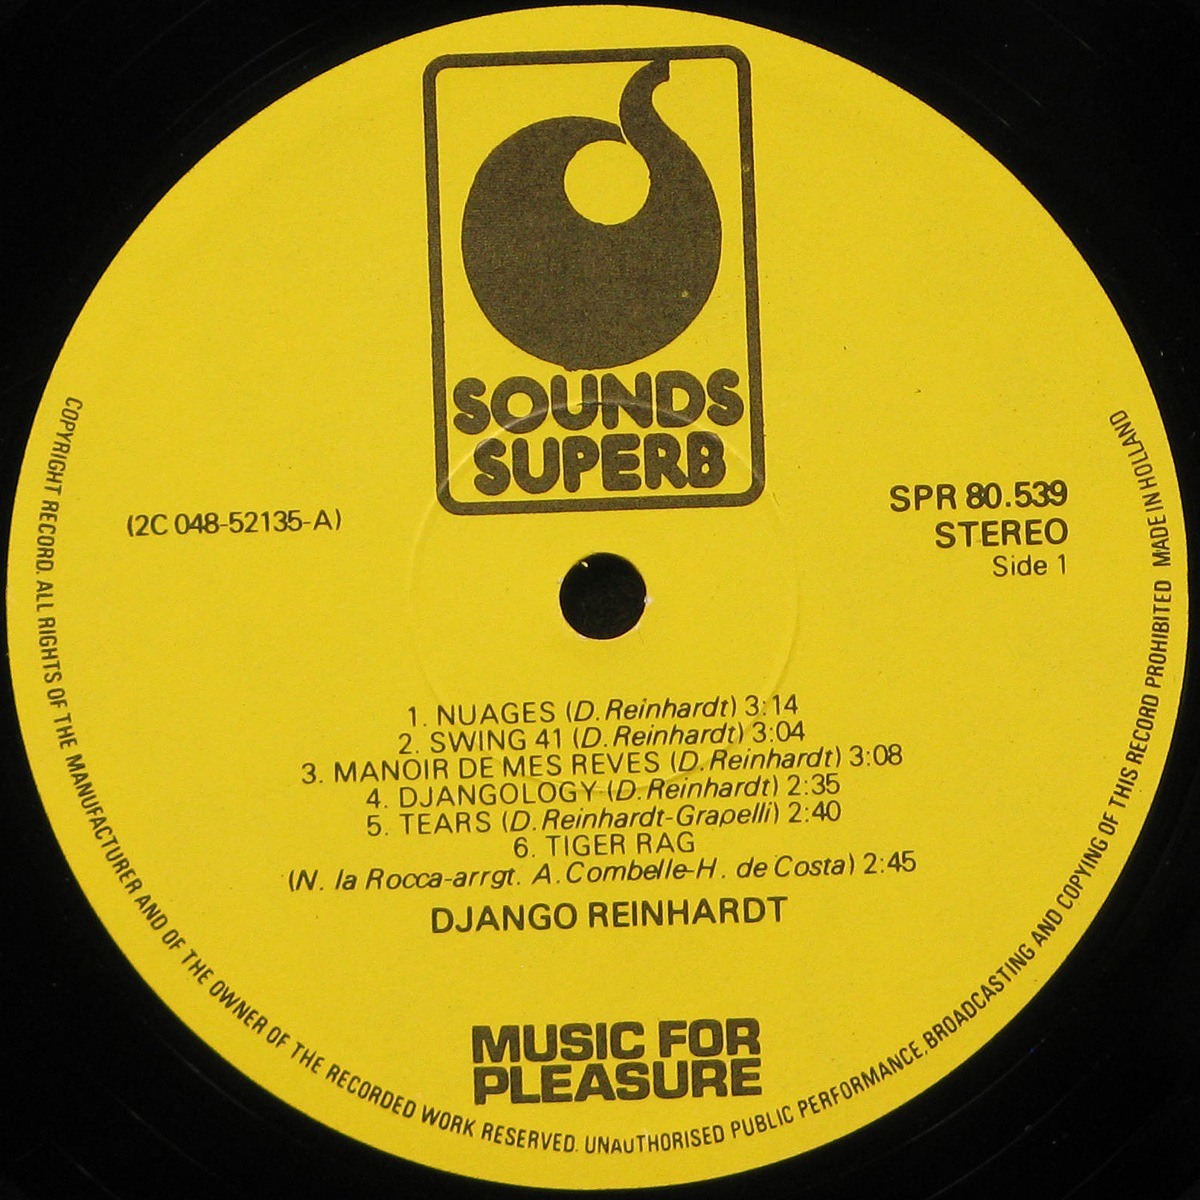 SOUNDS
SUPERB
(2C 048-52135-A)
SPR 80.539
STEREO
Side 1
1. NUAGES (D. Reinhardt) 3:14
2. SWING 41 (D. Reinhardt) 3:04
3. MANOIR DE MES REVES (D. Reinhardt) 3:08
4. DJANGOLOGY (D. Reinhardt) 2:35
5. TEARS (D. Reinhardt-Grapelli) 2:40
6. TIGER RAG
(N. la Rocca-arrgt. A. Combelle-H. de Costa) 2:45
DJANGO REINHARDT
MUSIC FOR
PLEASURE
COPYRIGHT RECORD. ALL RIGHTS OF THE MANUFACTURER AND OF THE OWNER OF THE RECORDED WORK RESERVED. UNAUTHORISED PUBLIC PERFORMANCE, BROADCASTING AND COPYING OF THIS RECORD PROHIBITED MADE IN HOLLAND